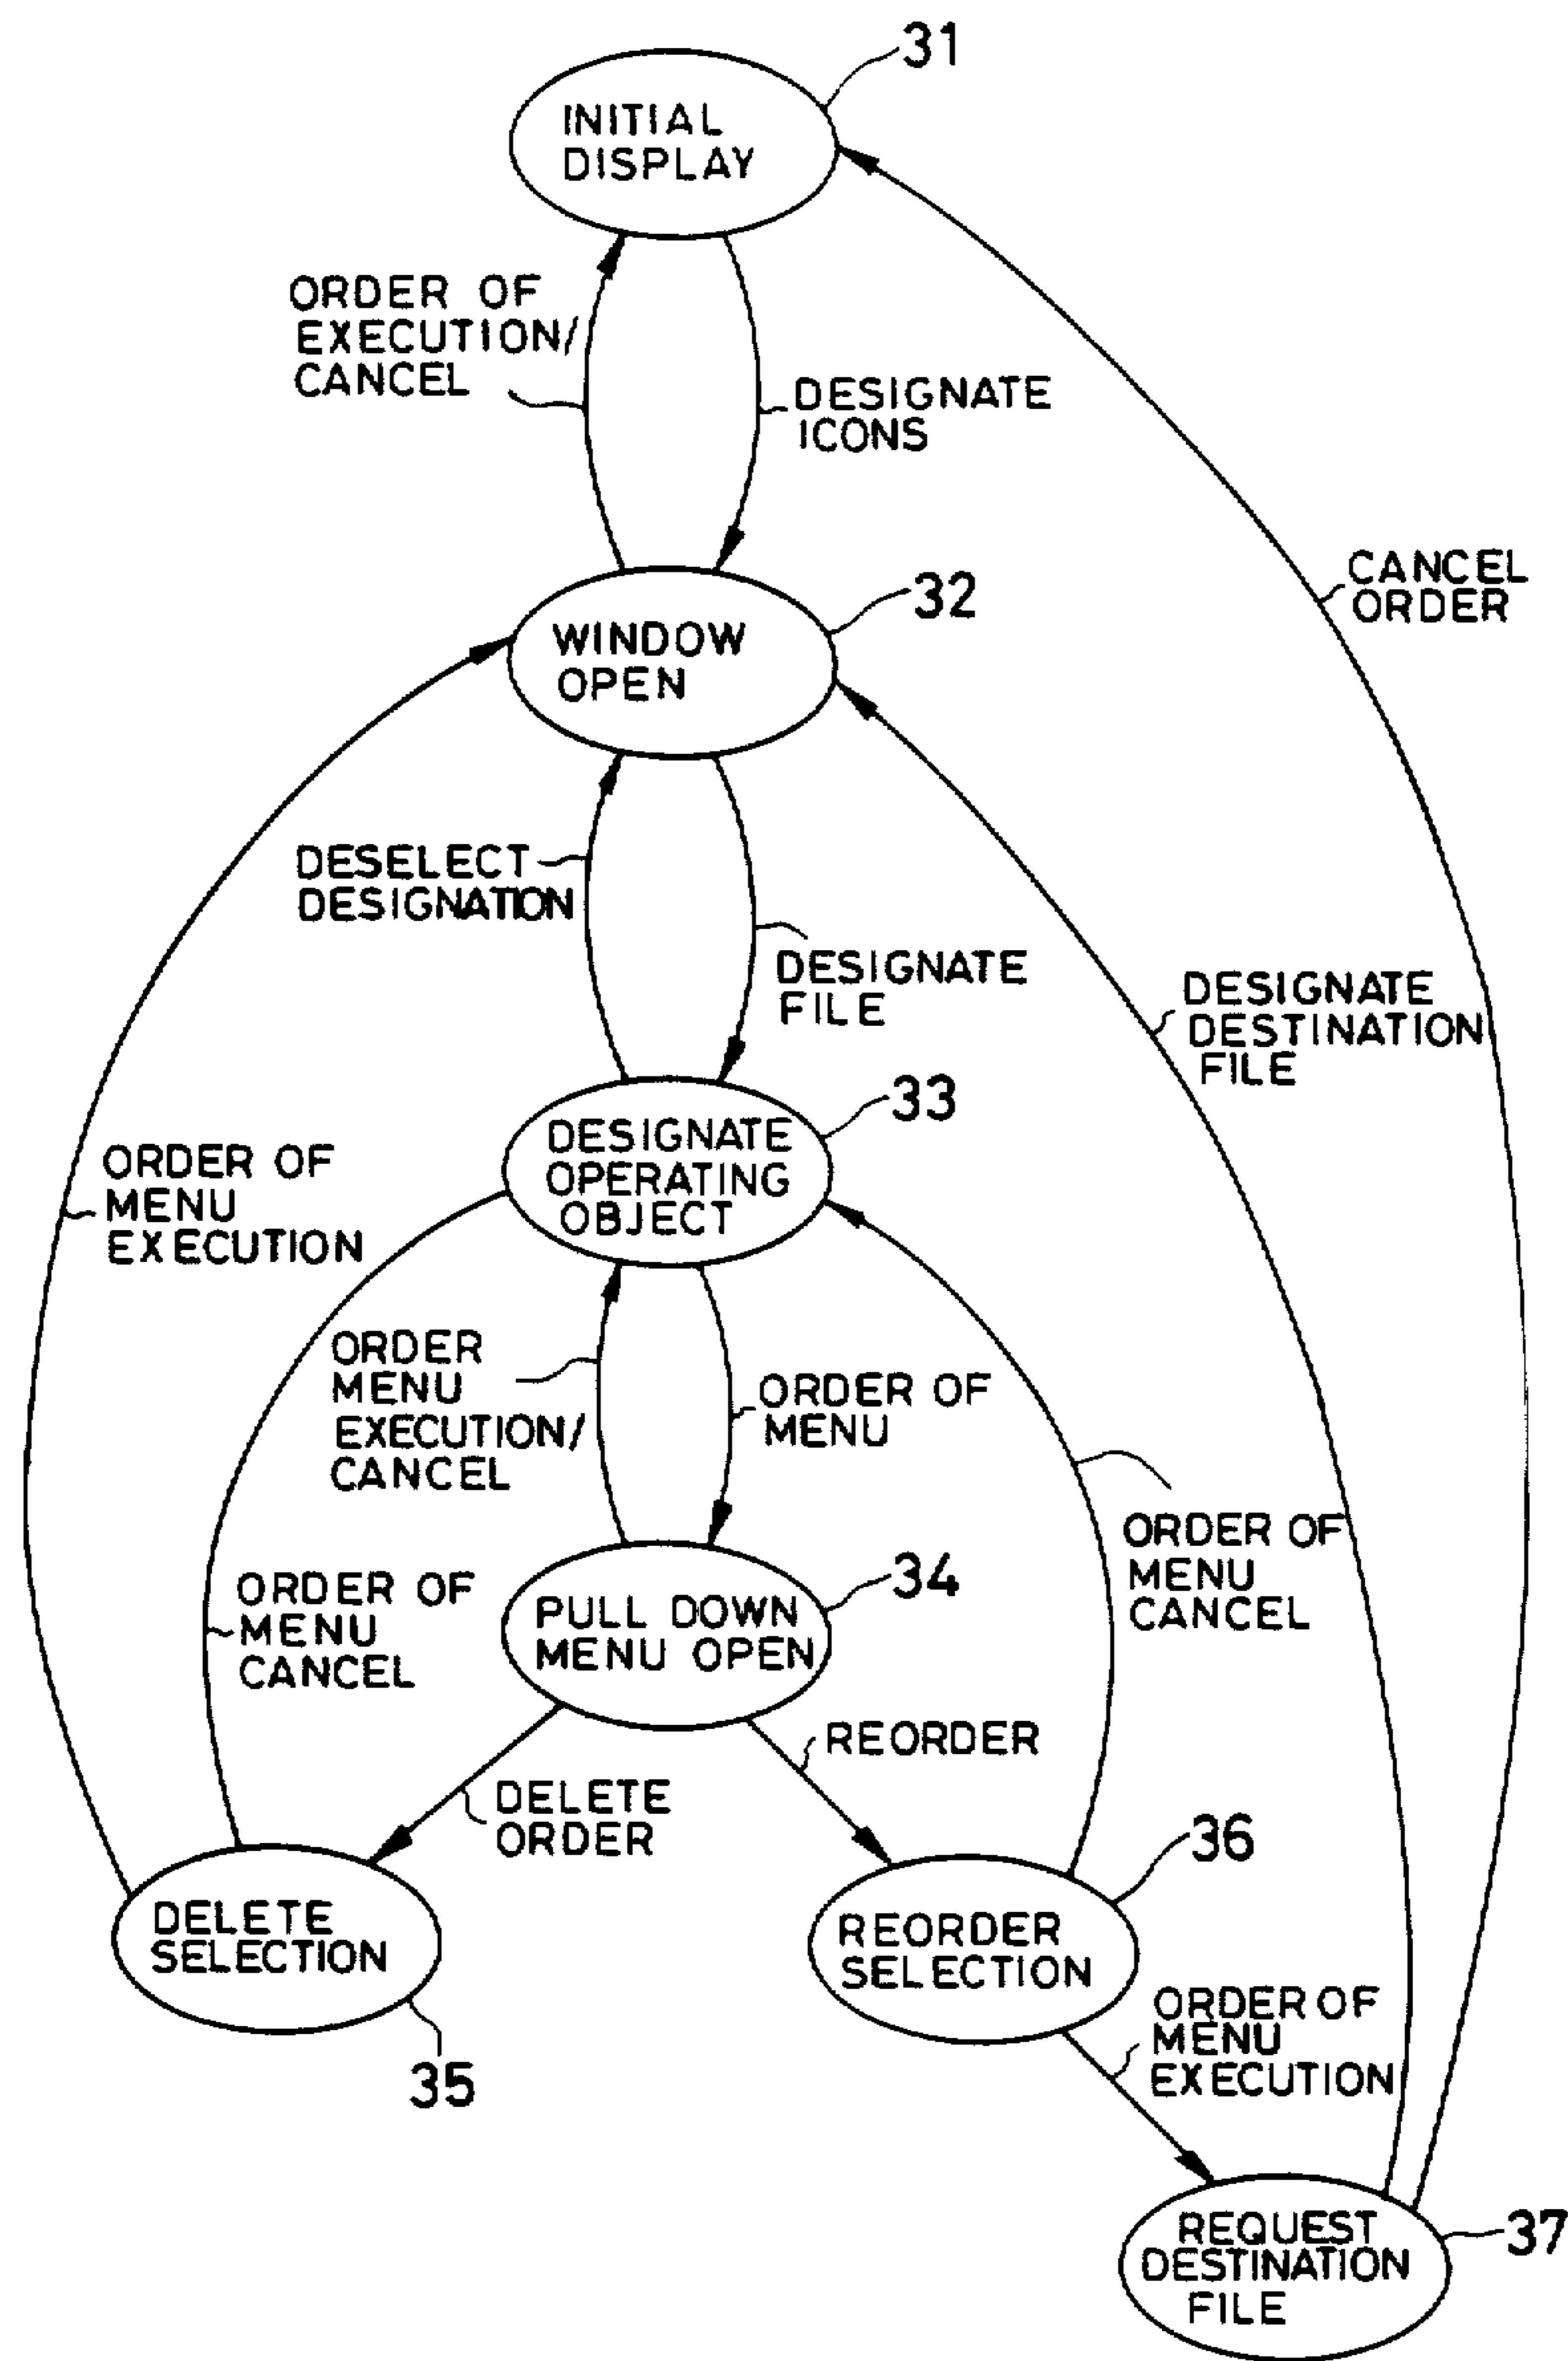 31
INITIAL
DISPLAY
ORDER OF
EXECUTION/
CANCEL
DESIGNATE
ICONS
CANCEL
ORDER
32
WINDOW
OPEN
DESELECT
DESIGNATION
DESIGNATE
FILE
DESIGNATE
DESTINATION
FILE
33
DESIGNATE
OPERATING
OBJECT
ORDER OF
MENU
EXECUTION
ORDER
MENU
EXECUTION/
CANCEL
ORDER OF
MENU
ORDER OF
MENU
CANCEL
34
PULL DOWN
MENU OPEN
ORDER OF
MENU
CANCEL
REORDER
DELETE
ORDER
36
DELETE
SELECTION
REORDER
SELECTION
35
ORDER OF
MENU
EXECUTION
37
REQUEST
DESTINATION
FILE